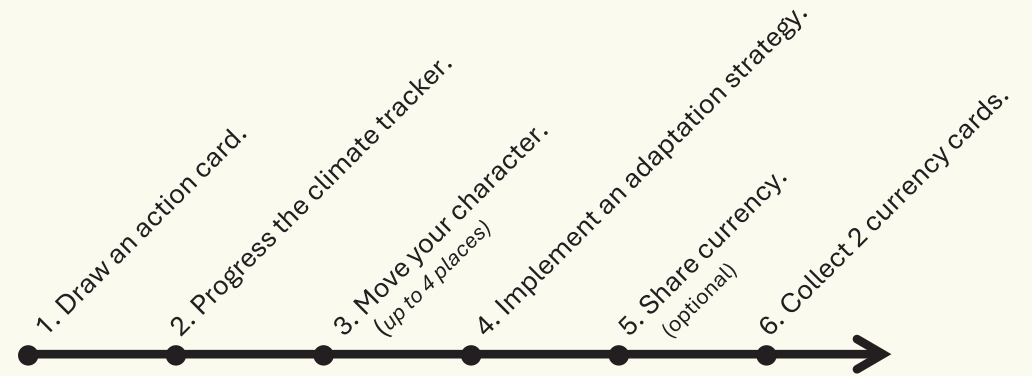 1. Draw an action card.
2. Progress the climate tracker.
3. Move your character.
(up to 4 places)
4. Implement an adaptation strategy.
5. Share currency.
(optional)
6. Collect 2 currency cards.